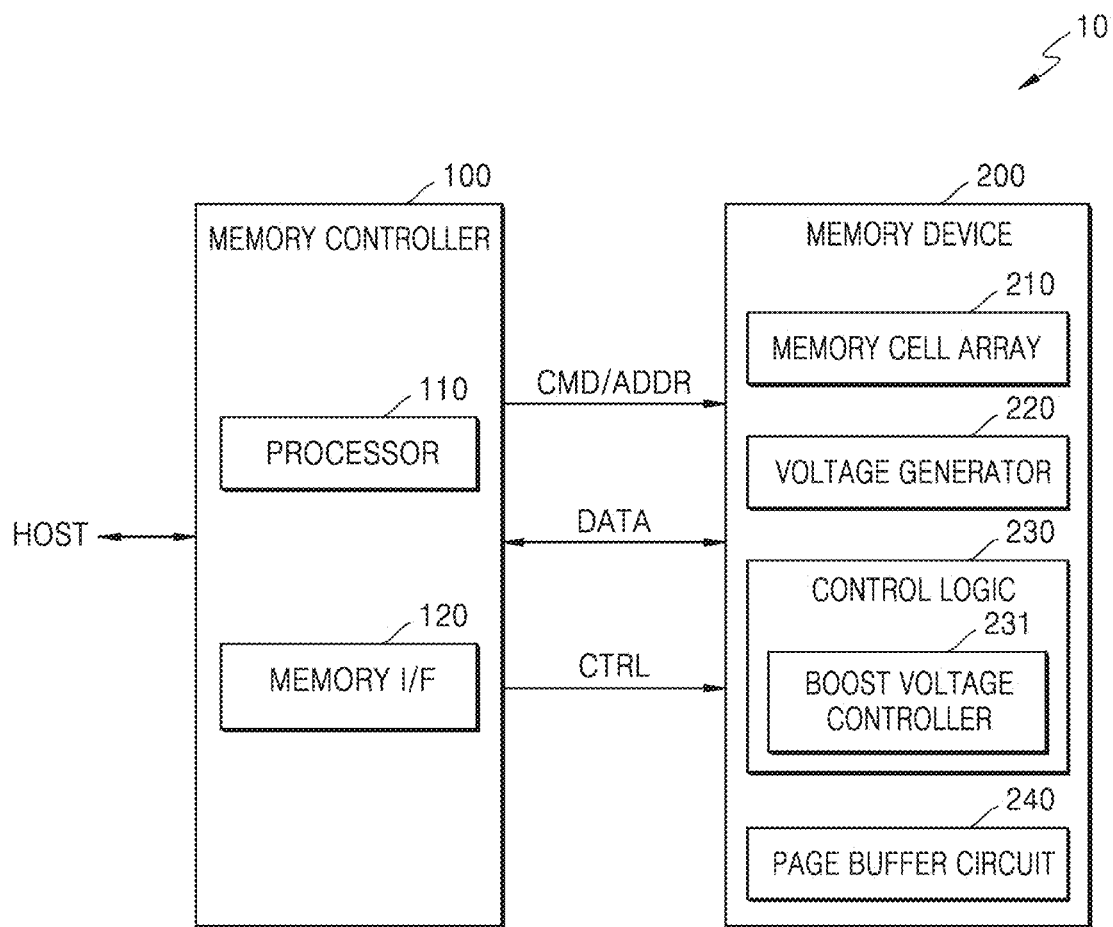 10
100
MEMORY CONTROLLER
110
PROCESSOR
120
MEMORY I/F
HOST
CMD/ADDR
DATA
CTRL
200
MEMORY DEVICE
210
MEMORY CELL ARRAY
220
VOLTAGE GENERATOR
230
CONTROL LOGIC
231
BOOST VOLTAGE
CONTROLLER
240
PAGE BUFFER CIRCUIT